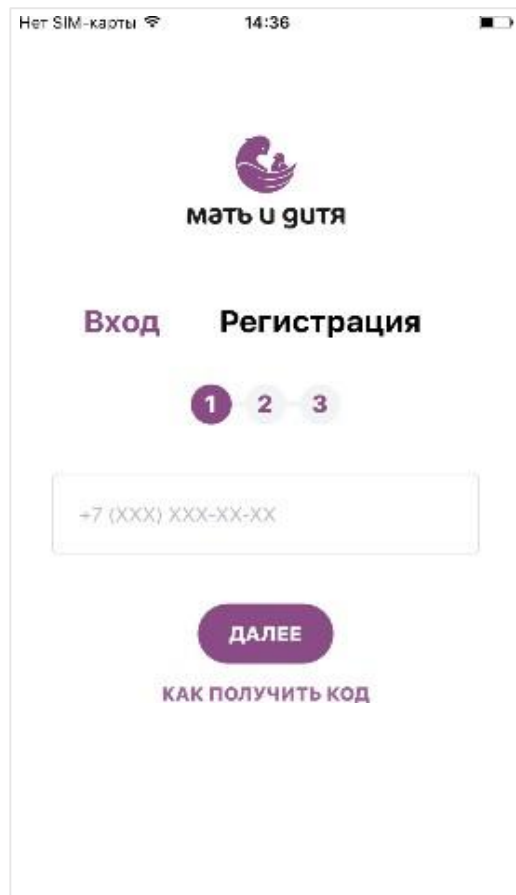 Нет SIM-карты 14:36
мать и дитя
Вход Регистрация
1 2 3
+7 (XXX) XXX-XX-XX
ДАЛЕЕ
КАК ПОЛУЧИТЬ КОД